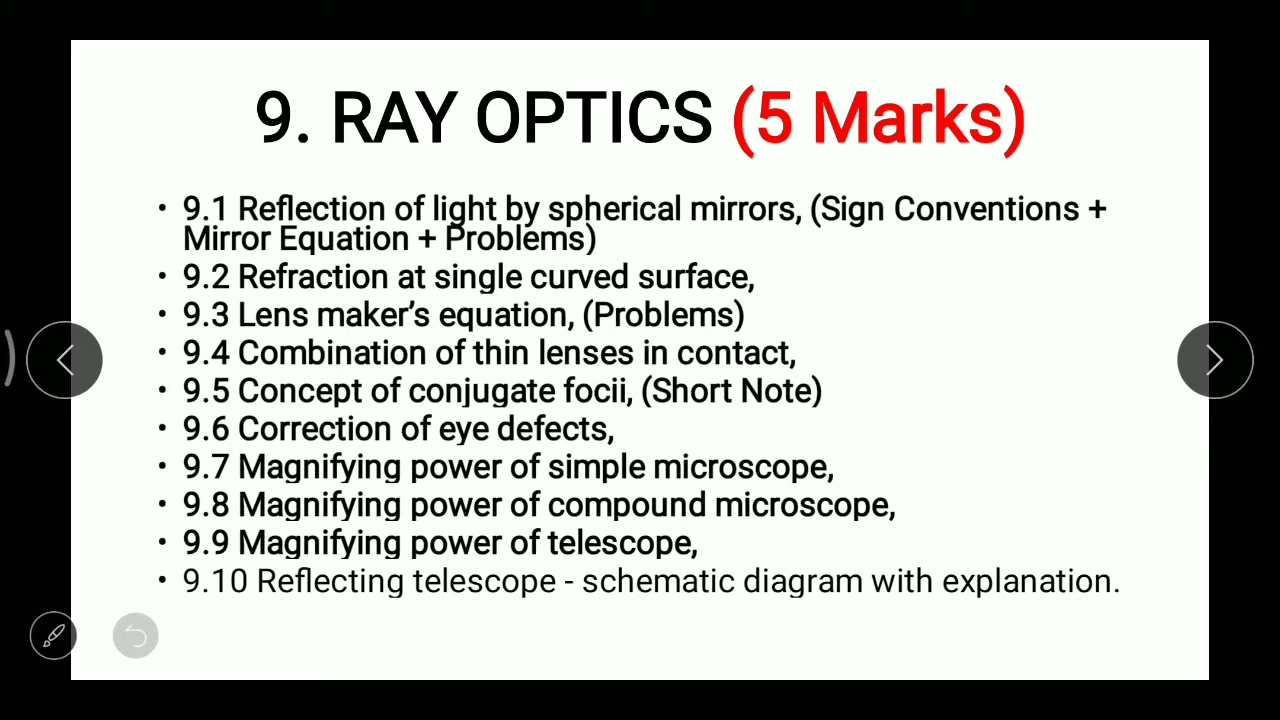 9. RAY OPTICS (5 Marks)
• 9.1 Reflection of light by spherical mirrors, (Sign Conventions +
Mirror Equation + Problems)
• 9.2 Refraction at single curved surface,
• 9.3 Lens maker’s equation, (Problems)
• 9.4 Combination of thin lenses in contact,
• 9.5 Concept of conjugate focii, (Short Note)
• 9.6 Correction of eye defects,
• 9.7 Magnifying power of simple microscope,
• 9.8 Magnifying power of compound microscope,
• 9.9 Magnifying power of telescope,
• 9.10 Reflecting telescope - schematic diagram with explanation.